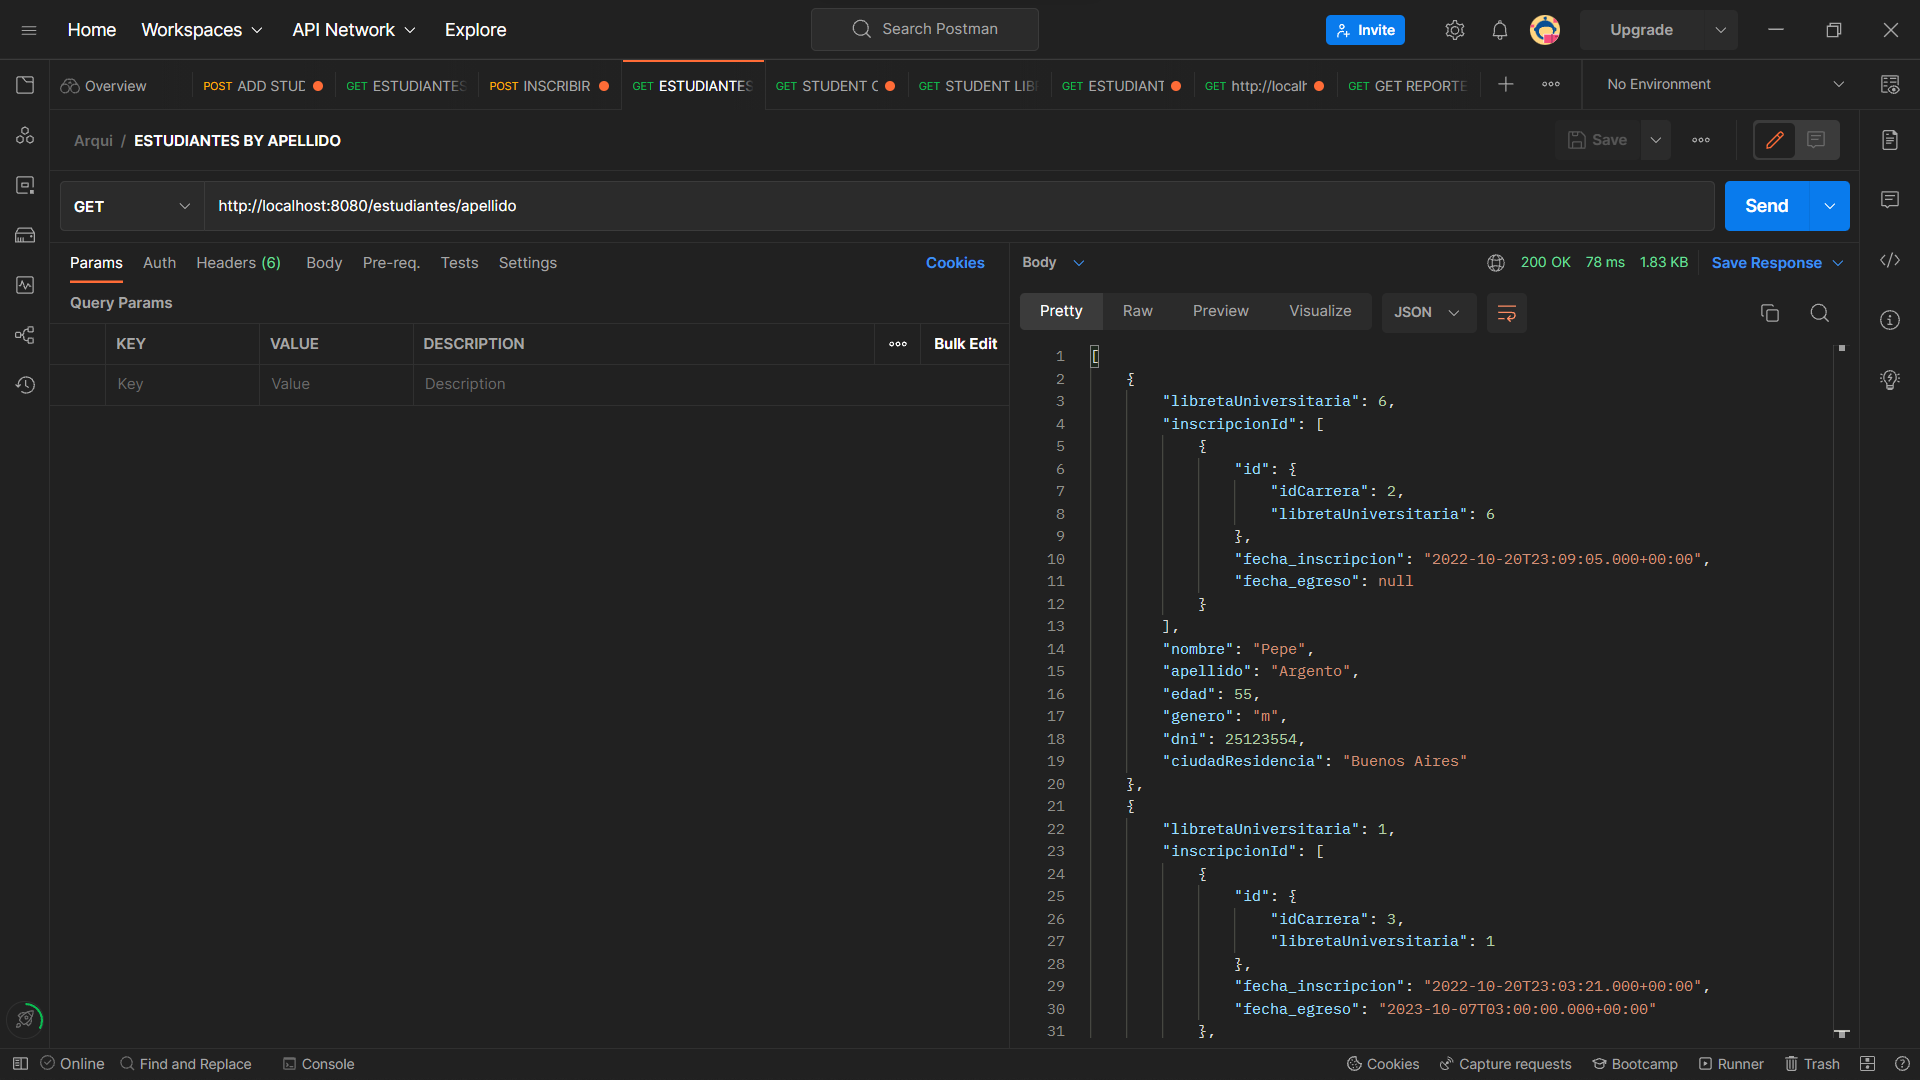 Home Workspaces API Network Explore Search Postman Invite Upgrade
Overview POST ADD STUD GET ESTUDIANTES POST INSCRIBIR GET ESTUDIANTES GET STUDENT GET STUDENT LIB GET ESTUDIANT GET http://localh GET GET REPORTE No Environment
Arqui / ESTUDIANTES BY APELLIDO Save
GET http://localhost:8080/estudiantes/apellido Send
Params Auth Headers (6) Body Pre-req. Tests Settings Cookies
Query Params
KEY VALUE DESCRIPTION Bulk Edit
Key Value Description
Body 200 OK 78 ms 1.83 KB Save Response
Pretty Raw Preview Visualize JSON
1 [
2 {
3 "libretaUniversitaria": 6,
4 "inscripcionId": [
5 {
6 "id": {
7 "idCarrera": 2,
8 "libretaUniversitaria": 6
9 },
10 "fecha_inscripcion": "2022-10-20T23:09:05.000+00:00",
11 "fecha_egreso": null
12 }
13 ],
14 "nombre": "Pepe",
15 "apellido": "Argento",
16 "edad": 55,
17 "genero": "m",
18 "dni": 25123554,
19 "ciudadResidencia": "Buenos Aires"
20 },
21 {
22 "libretaUniversitaria": 1,
23 "inscripcionId": [
24 {
25 "id": {
26 "idCarrera": 3,
27 "libretaUniversitaria": 1
28 },
29 "fecha_inscripcion": "2022-10-20T23:03:21.000+00:00",
30 "fecha_egreso": "2023-10-07T03:00:00.000+00:00"
31 },
Online Find and Replace Console Cookies Capture requests Bootcamp Runner Trash